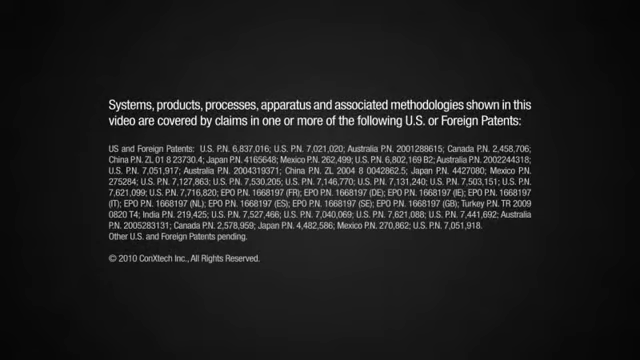 Systems, products, processes, apparatus and associated methodologies shown in this
video are covered by claims in one or more of the following U.S. or Foreign Patents:
US and Foreign Patents: U.S. P.N. 6,837,016; U.S. P.N. 7,021,020; Australia P.N. 2001288615; Canada P.N. 2,458,706;
China P.N. ZL 01 8 23730.4; Japan P.N. 4165648; Mexico P.N. 262,499; U.S. P.N. 6,802,169 B2; Australia P.N. 2002244318;
U.S. P.N. 7,051,917; Australia P.N. 2004319371; China P.N. ZL 2004 8 0042862.5; Japan P.N. 4427080; Mexico P.N.
275284; U.S. P.N. 7,127,863; U.S. P.N. 7,530,205; U.S. P.N. 7,146,770; U.S. P.N. 7,131,240; U.S. P.N. 7,503,151; U.S. P.N.
7,621,099; U.S. P.N. 7,716,820; EPO P.N. 1668197 (FR); EPO P.N. 1668197 (DE); EPO P.N. 1668197 (IE); EPO P.N. 1668197
(IT); EPO P.N. 1668197 (NL); EPO P.N. 1668197 (ES); EPO P.N. 1668197 (SE); EPO P.N. 1668197 (GB); Turkey P.N. TR 2009
0820 T4; India P.N. 219,425; U.S. P.N. 7,527,466; U.S. P.N. 7,040,069; U.S. P.N. 7,621,088; U.S. P.N. 7,441,692; Australia
P.N. 2005283131; Canada P.N. 2,578,959; Japan P.N. 4,482,586; Mexico P.N. 270,862; U.S. P.N. 7,051,918.
Other U.S. and Foreign Patents pending.
© 2010 ConXtech Inc., All Rights Reserved.